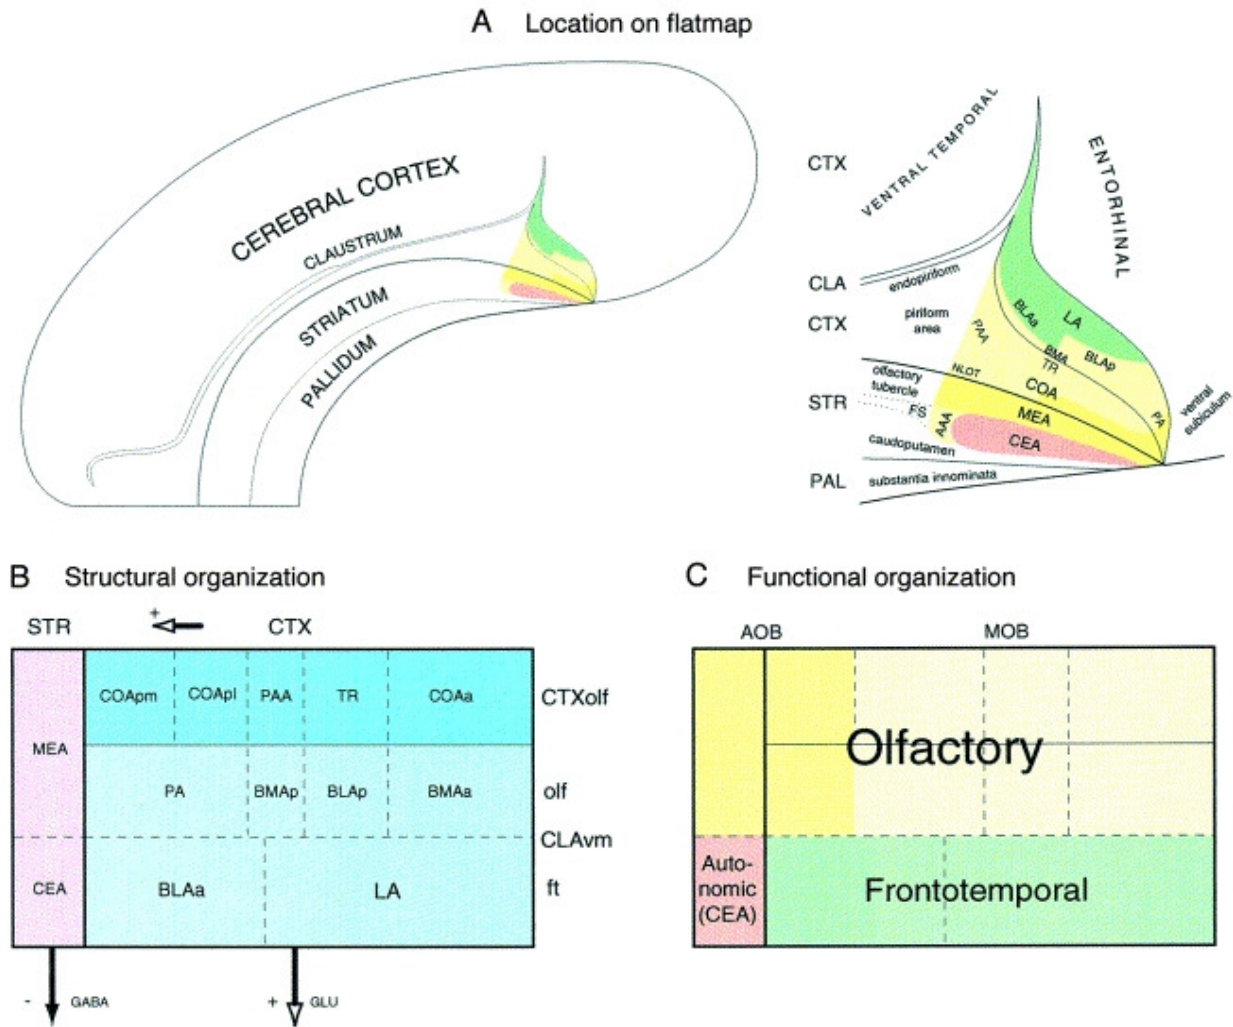 A Location on flatmap
CEREBRAL CORTEX
CLAUSTRUM
STRIATUM
PALLIDUM
CTX
VENTRAL TEMPORAL
ENTORHINAL
CLA
endopiriform
CTX
piriform
area
PAA
BLAa
LA
BMA
BLAp
TR
NLOT
COA
olfactory
tubercle
STR
FS
AAA
MEA
CEA
PA
ventral
subiculum
caudoputamen
PAL
substantia innominata
B Structural organization
STR
+
CTX
COApm
COApl
PAA
TR
COAa
CTXolf
MEA
PA
BMAp
BLAp
BMAa
olf
CLAvm
CEA
BLAa
LA
ft
- GABA
+ GLU
C Functional organization
AOB
MOB
Olfactory
Auto-
nomic
(CEA)
Frontotemporal